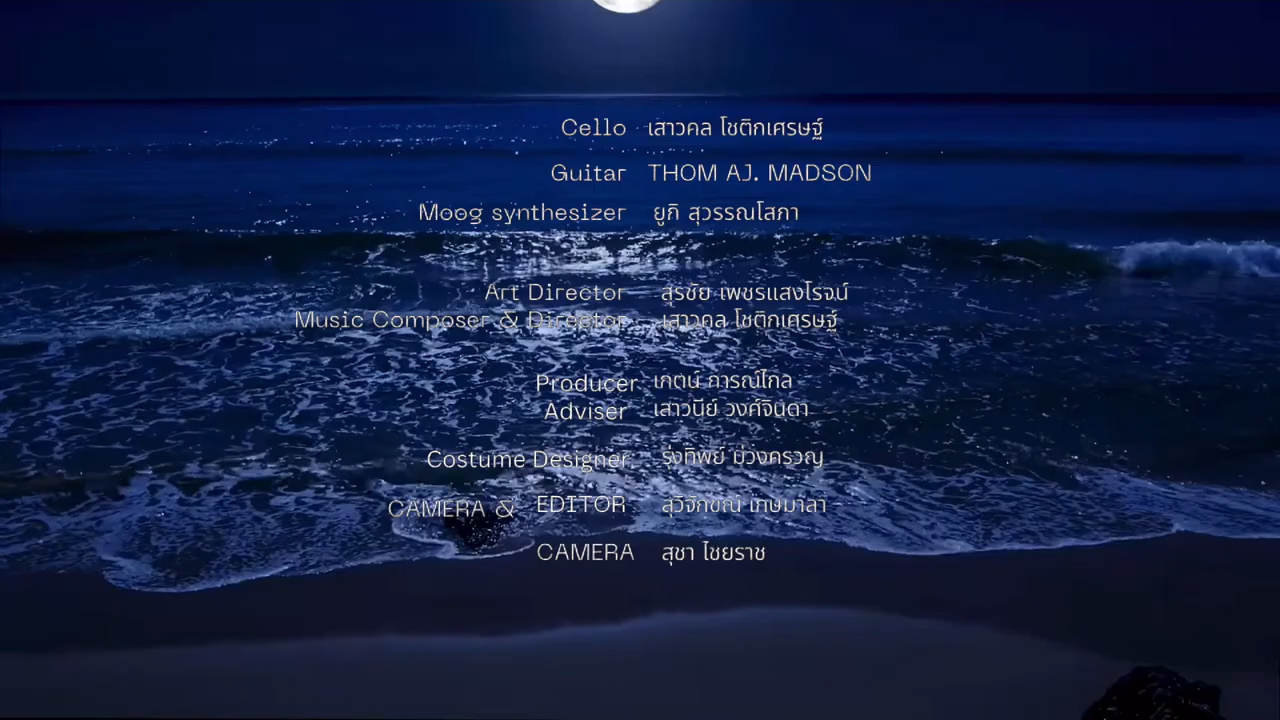 Cello เสาวคล โชติกเศรษฐ์
Guitar THOM AJ. MADSON
Moog synthesizer ยูกิ สุวรรณโสภา
Art Director สุรชัย เพชรแสงโรจน์
Music Composer & Director เสาวคล โชติกเศรษฐ์
Producer เกตน์ การณ์ไกล
Adviser เสาวนีย์ วงศ์จินดา
Costume Designer รุ่งทิพย์ ม่วงครวญ
CAMERA & EDITOR สุวิจักขณ์ เกษมาลา
CAMERA สุชา ไชยราช